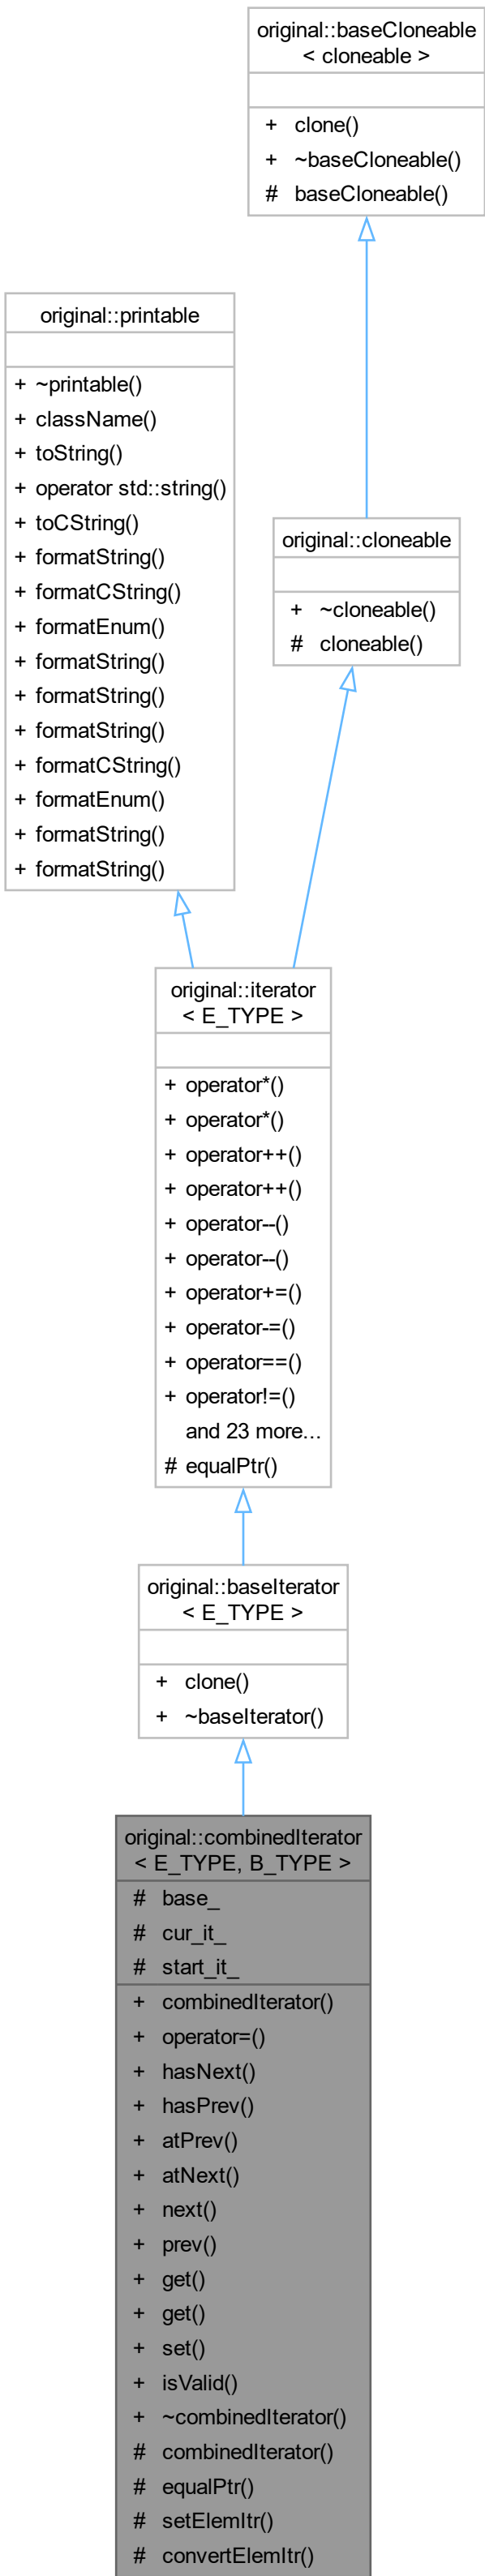 original::baseCloneable
< cloneable >
+ clone()
+ ~baseCloneable()
# baseCloneable()
original::printable
+ ~printable()
+ className()
+ toString()
+ operator std::string()
+ toCString()
+ formatString()
+ formatCString()
+ formatEnum()
+ formatString()
+ formatString()
+ formatString()
+ formatCString()
+ formatEnum()
+ formatString()
+ formatString()
original::cloneable
+ ~cloneable()
# cloneable()
original::iterator
< E_TYPE >
+ operator*()
+ operator*()
+ operator++()
+ operator++()
+ operator--()
+ operator--()
+ operator+=()
+ operator-=()
+ operator==()
+ operator!=()
and 23 more...
# equalPtr()
original::baseIterator
< E_TYPE >
+ clone()
+ ~baseIterator()
original::combinedIterator
< E_TYPE, B_TYPE >
# base_
# cur_it_
# start_it_
+ combinedIterator()
+ operator=()
+ hasNext()
+ hasPrev()
+ atPrev()
+ atNext()
+ next()
+ prev()
+ get()
+ get()
+ set()
+ isValid()
+ ~combinedIterator()
# combinedIterator()
# equalPtr()
# setElemItr()
# convertElemItr()